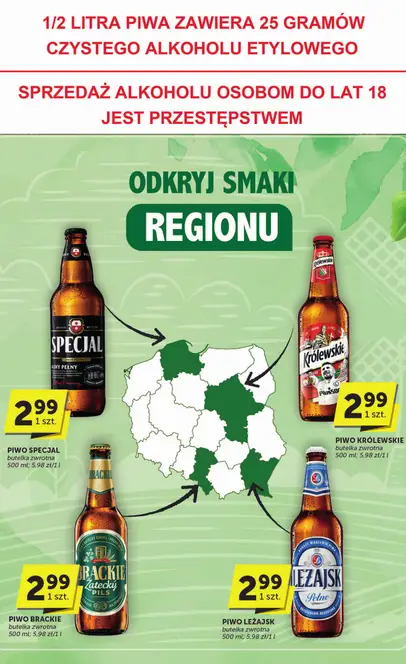 1/2 LITRA PIWA ZAWIERA 25 GRAMÓW
CZYSTEGO ALKOHOLU ETYLOWEGO
SPRZEDAŻ ALKOHOLU OSOBOM DO LAT 18
JEST PRZESTĘPSTWEM
ODKRYJ SMAKI
REGIONU
SPECJAL
2.99
1 szt.
PIWO SPECJAL
butelka zwrotna
500 ml; 5,98 zł/1 l
Królewskie
2.99
1 szt.
PIWO KRÓLEWSKIE
butelka zwrotna
500 ml; 5,98 zł/1 l
BRACKIE
Żatecky
PILS
2.99
1 szt.
PIWO BRACKIE
butelka zwrotna
500 ml; 5,98 zł/1 l
LEŻAJSK
Pełne
2.99
1 szt.
PIWO LEŻAJSK
butelka zwrotna
500 ml; 5,98 zł/1 l